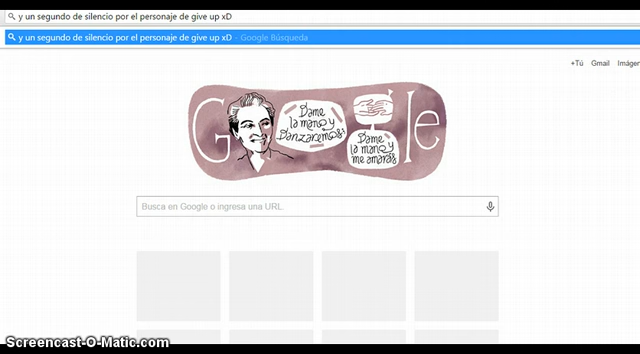 y un segundo de silencio por el personaje de give up xD
y un segundo de silencio por el personaje de give up xD - Google Búsqueda
+Tú Gmail Imágen
Google
Dame
la mano y
Danzaremos
Dame
la mano y
me amarás
Busca en Google o ingresa una URL
Screencast-O-Matic.com